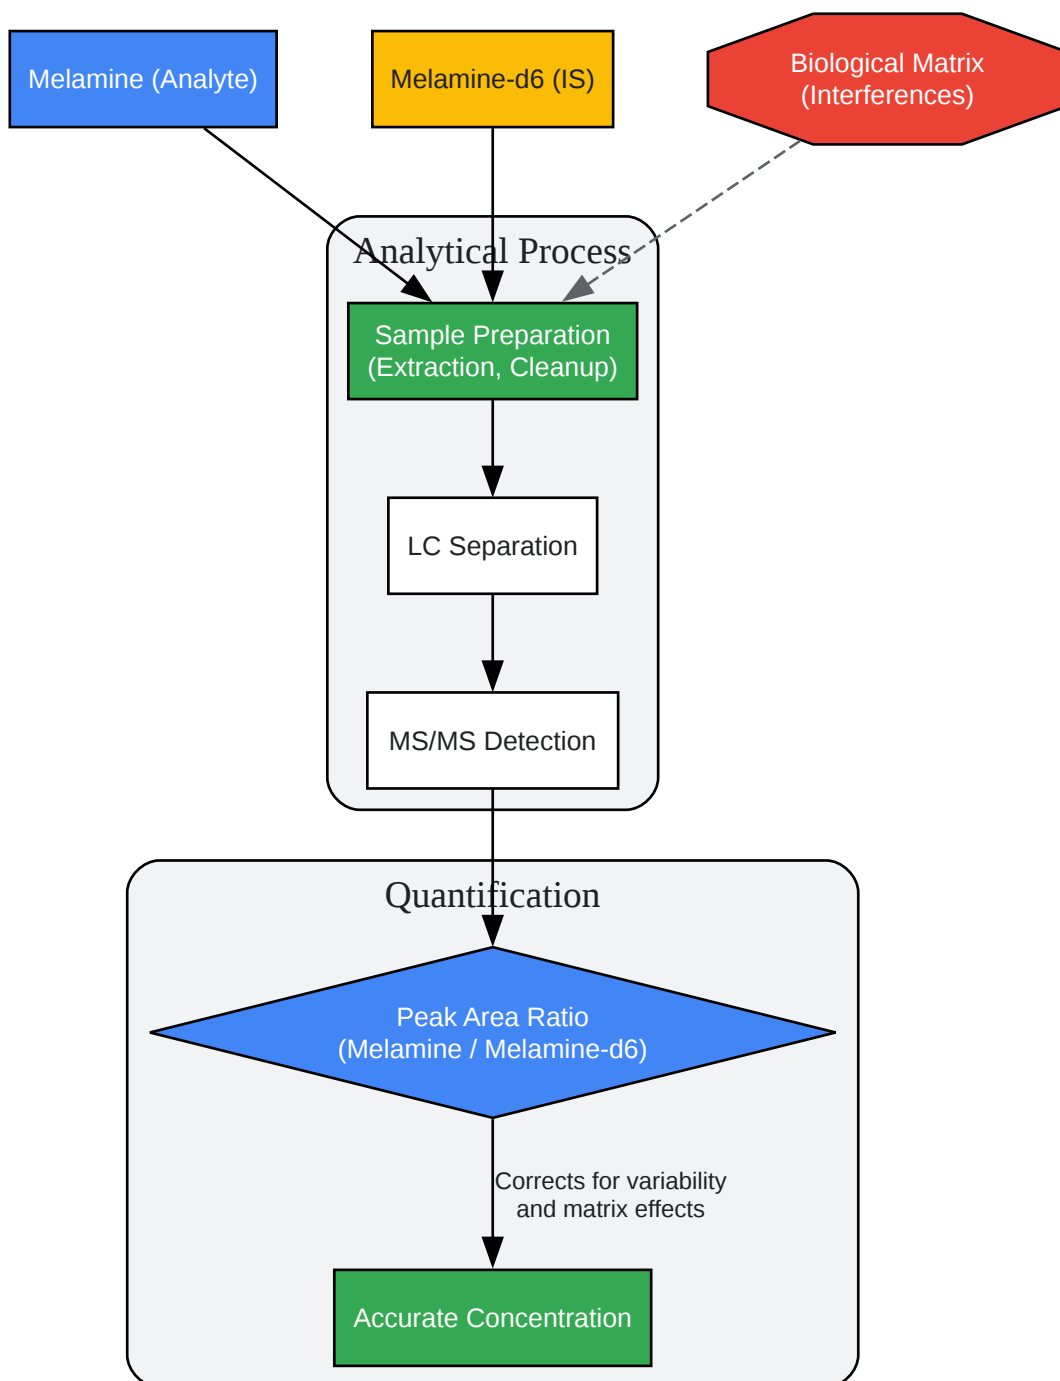 Melamine (Analyte)
Melamine-d6 (IS)
Biological Matrix
(Interferences)
Analytical Process
Sample Preparation
(Extraction, Cleanup)
LC Separation
MS/MS Detection
Quantification
Peak Area Ratio
(Melamine / Melamine-d6)
Corrects for variability
and matrix effects
Accurate Concentration